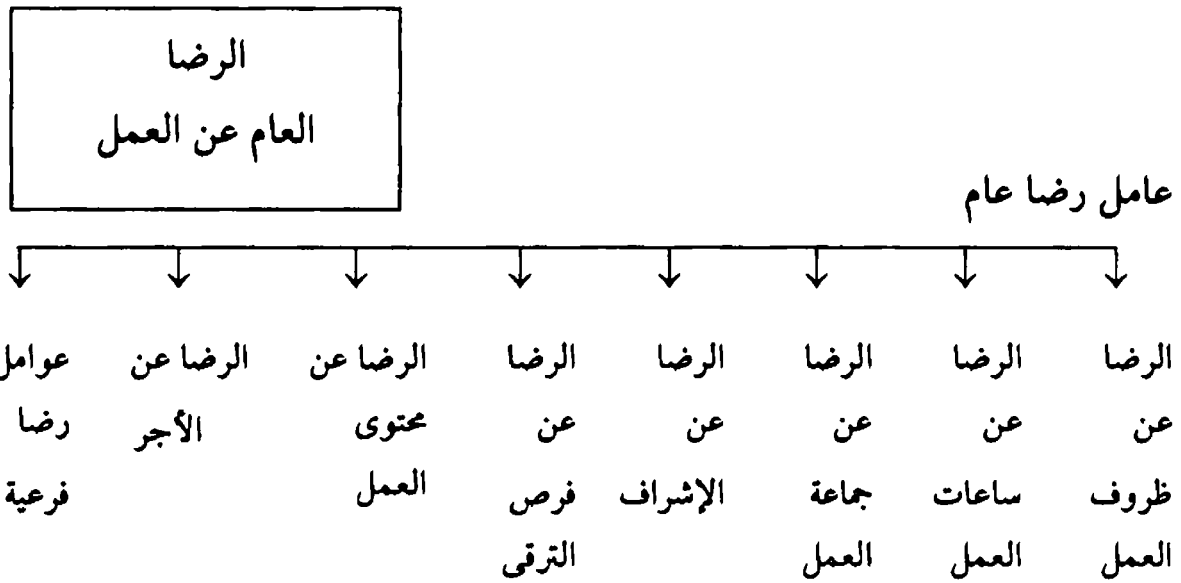 الرضا
العام عن العمل
عامل رضا عام
الرضا
عن
ظروف
العمل
الرضا
عن
ساعات
العمل
الرضا
عن
جماعة
العمل
الرضا
عن
الإشراف
الرضا
عن
فرص
الترقى
الرضا عن
محتوى
العمل
الرضا عن
الأجر
عوامل
رضا
فرعية